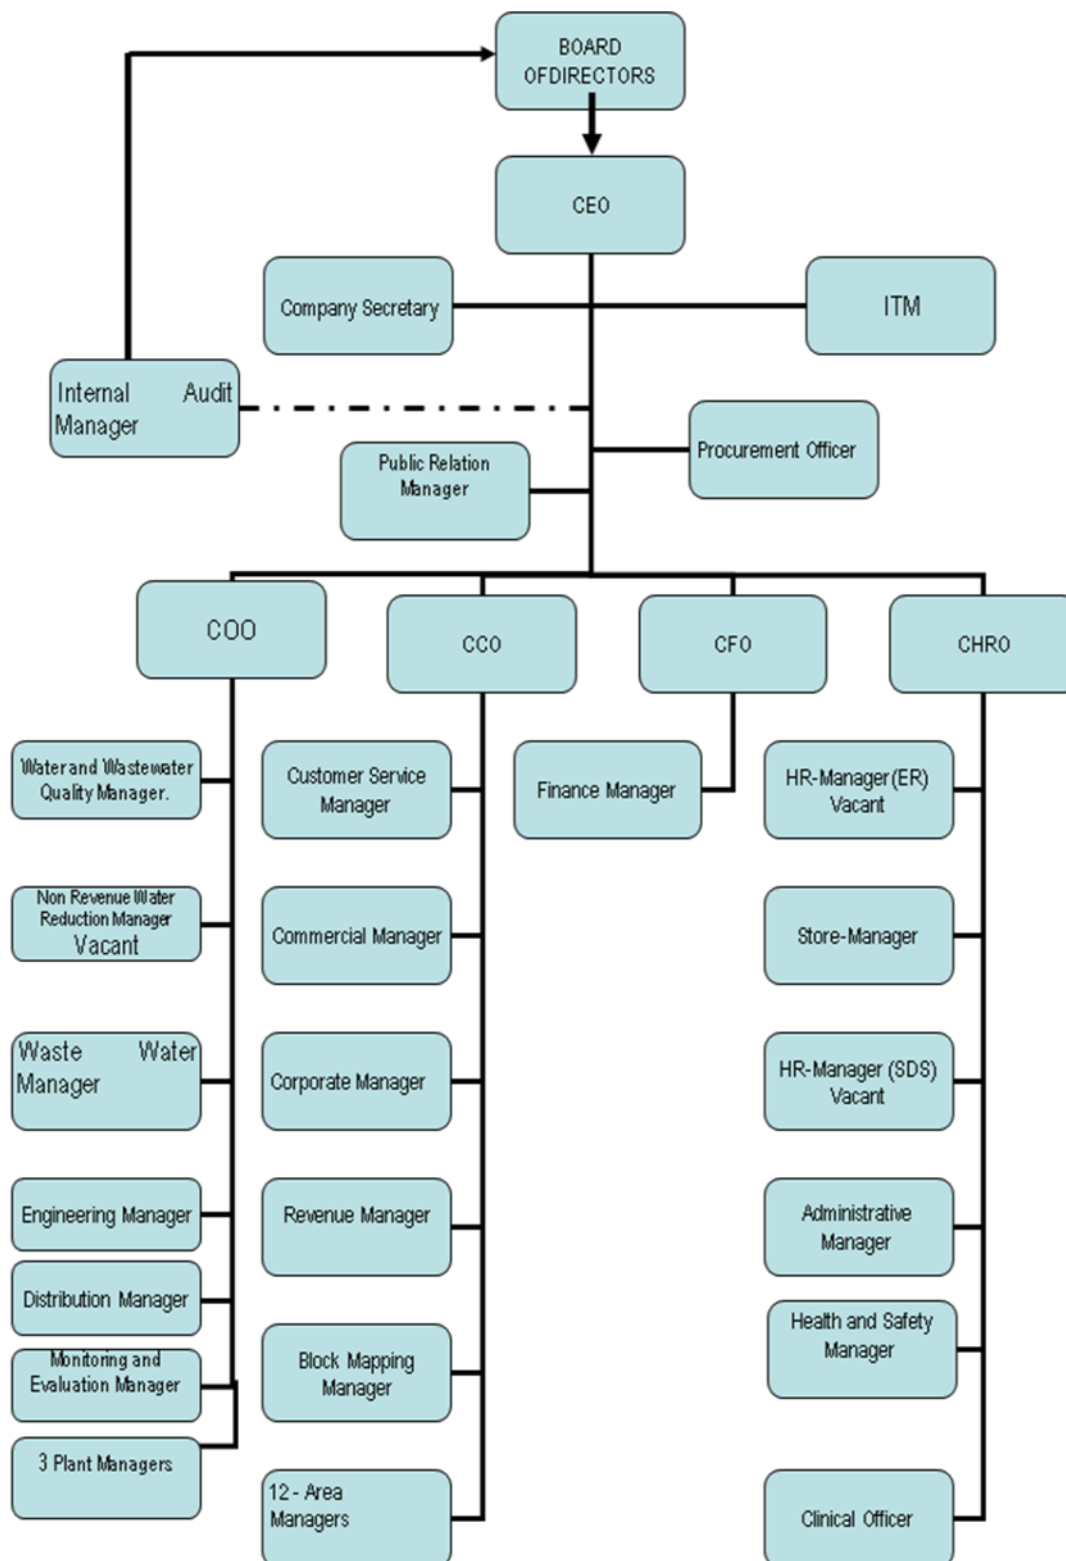 BOARD
OFDIRECTORS
CEO
Company Secretary
ITM
Internal Audit
Manager
Procurement Officer
Public Relation
Manager
COO
CCO
CFO
CHRO
Water and Wastewater
Quality Manager.
Non Revenue Water
Reduction Manager
Vacant
Waste Water
Manager
Engineering Manager
Distribution Manager
Monitoring and
Evaluation Manager
3 Plant Managers
Customer Service
Manager
Commercial Manager
Corporate Manager
Revenue Manager
Block Mapping
Manager
12 - Area
Managers
Finance Manager
HR-Manager (ER)
Vacant
Store-Manager
HR-Manager (SDS)
Vacant
Administrative
Manager
Health and Safety
Manager
Clinical Officer